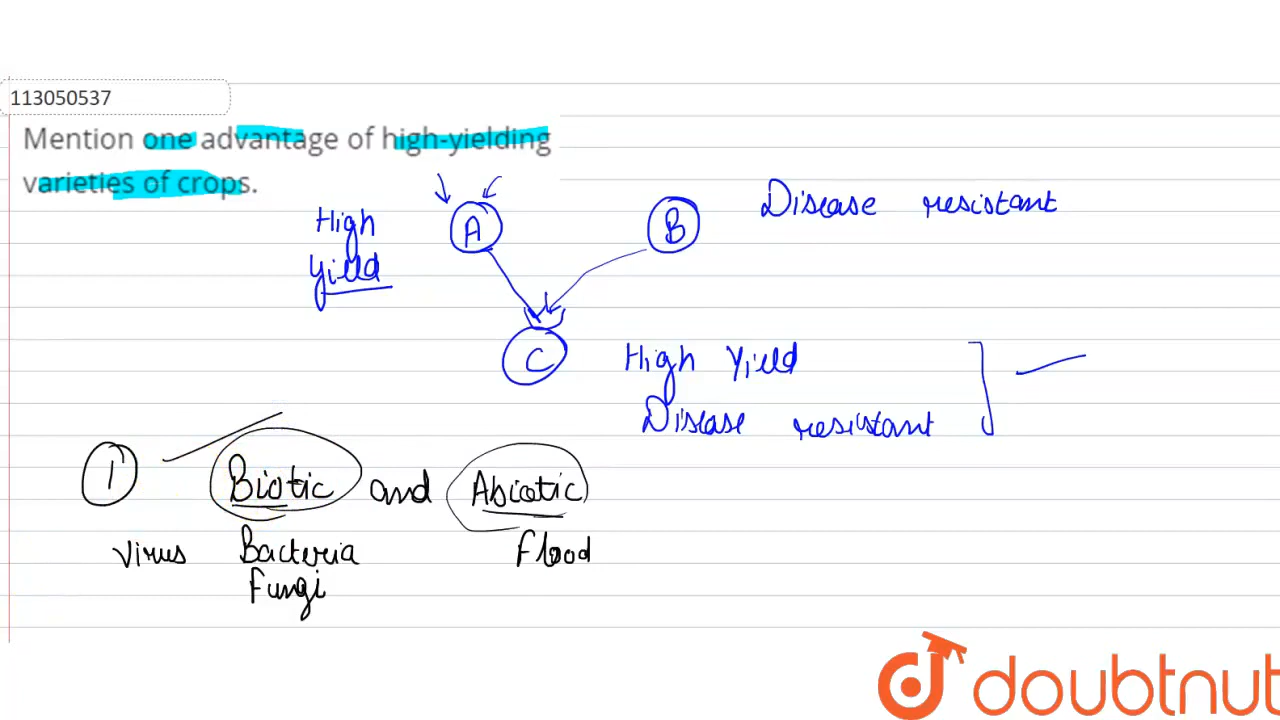 113050537
Mention one advantage of high-yielding
varieties of crops.
High
Yield
A
B
Disease resistant
C
High Yield
Disease resistant
1
Biotic and Abiotic
Virus Bacteria Flood
Fungi
doubtnut